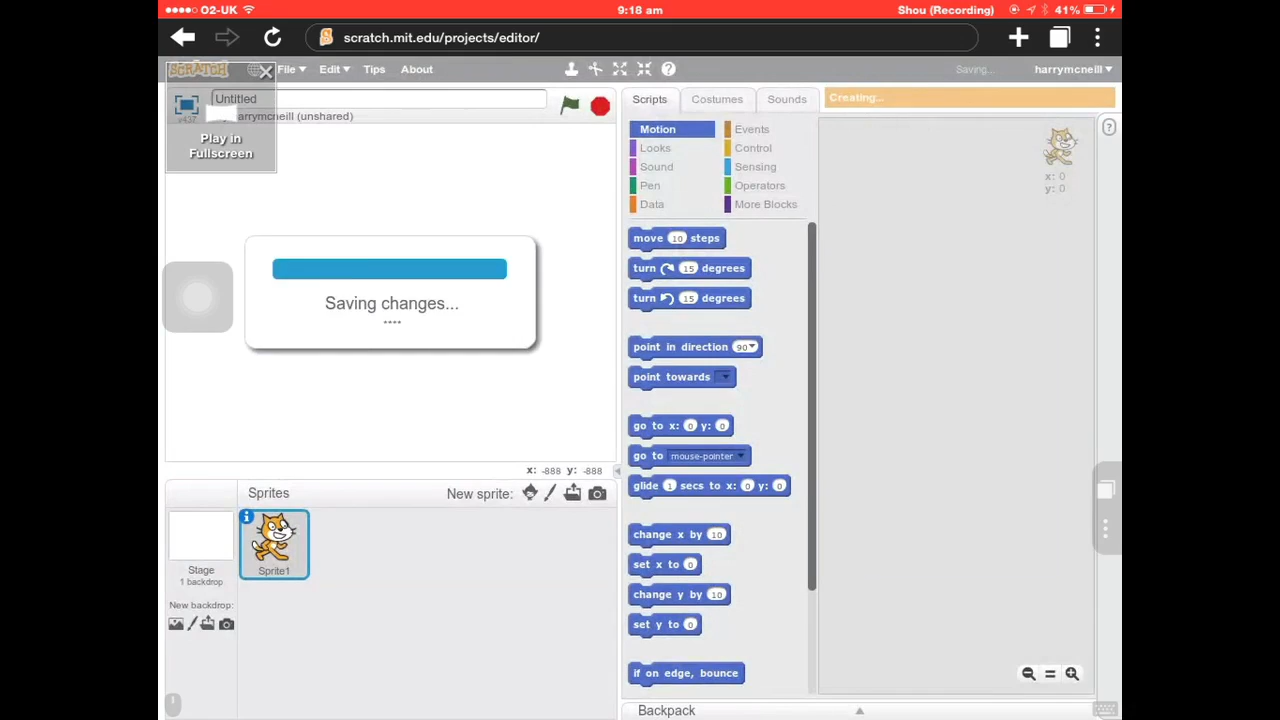 O2-UK
9:18 am
Shou (Recording)
41%
scratch.mit.edu/projects/editor/
SCRATCH
File
Edit
Tips
About
Saving...
harrymcneill
Untitled
v437
arrymcneill (unshared)
Play in
Fullscreen
Scripts
Costumes
Sounds
Creating...
?
Motion
Events
Looks
Control
Sound
Sensing
Pen
Operators
Data
More Blocks
x: 0
y: 0
move 10 steps
turn 15 degrees
turn 15 degrees
point in direction 90
point towards
go to x: 0 y: 0
go to mouse-pointer
glide 1 secs to x: 0 y: 0
change x by 10
set x to 0
change y by 10
set y to 0
if on edge, bounce
Saving changes...
****
x: -888 y: -888
Sprites
New sprite:
Sprite1
Stage
1 backdrop
New backdrop:
Backpack